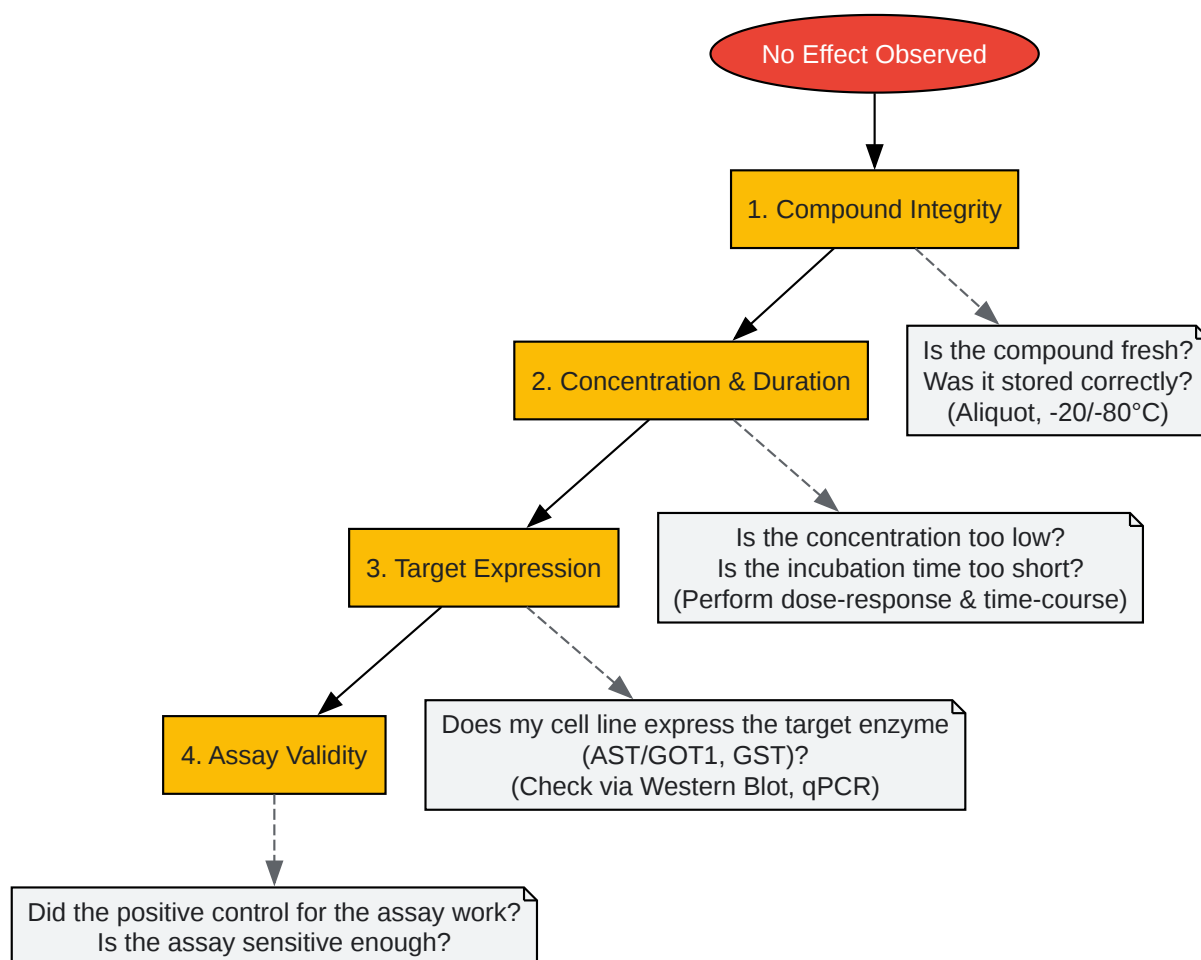 No Effect Observed
1. Compound Integrity
Is the compound fresh?
Was it stored correctly?
(Aliquot, -20/-80°C)
2. Concentration & Duration
Is the concentration too low?
Is the incubation time too short?
(Perform dose-response & time-course)
3. Target Expression
Does my cell line express the target enzyme
(AST/GOT1, GST)?
(Check via Western Blot, qPCR)
4. Assay Validity
Did the positive control for the assay work?
Is the assay sensitive enough?